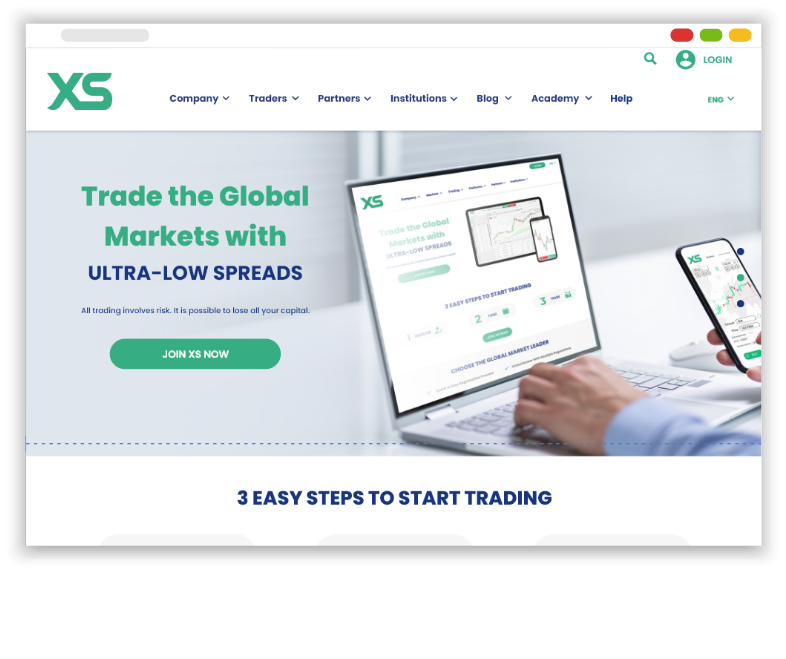 LOGIN
XS
Company
Traders
Partners
Institutions
Blog
Academy
Help
ENG
Trade the Global
Markets with
ULTRA-LOW SPREADS
All trading involves risk. It is possible to lose all your capital.
JOIN XS NOW
XS
Trade the Global
Markets with
ULTRA-LOW SPREADS
3 EASY STEPS TO START TRADING
1
2
3
CHOOSE THE GLOBAL MARKET LEADER
XS
3 EASY STEPS TO START TRADING